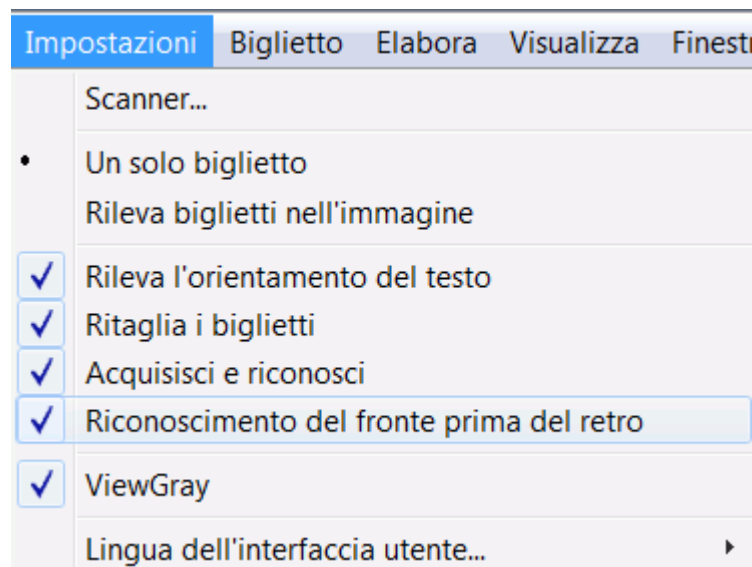 Impostazioni Biglietto Elabora Visualizza
Scanner...
Un solo biglietto
Rileva biglietti nell'immagine
Rileva l'orientamento del testo
Ritaglia i biglietti
Acquisisci e riconosci
Riconoscimento del fronte prima del retro
ViewGray
Lingua dell'interfaccia utente...